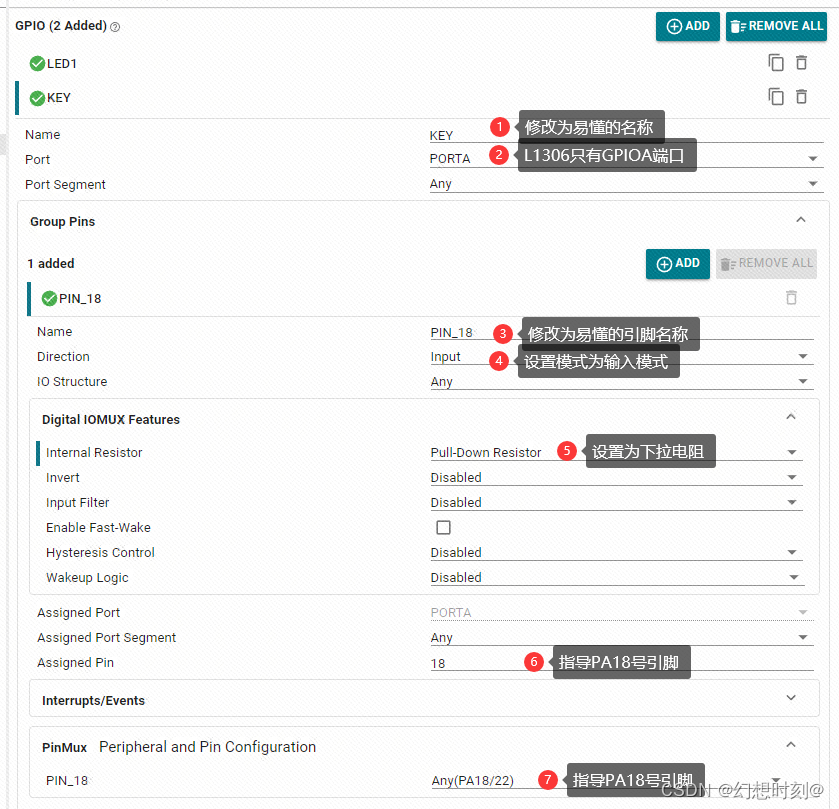 GPIO (2 Added)
ADD
REMOVE ALL
LED1
KEY
Name KEY 1 修改为易懂的名称
Port PORTA 2 L1306只有GPIOA端口
Port Segment Any
Group Pins
1 added
ADD
REMOVE ALL
PIN_18
Name PIN_18 3 修改为易懂的引脚名称
Direction Input 4 设置模式为输入模式
IO Structure Any
Digital IOMUX Features
Internal Resistor Pull-Down Resistor 5 设置为下拉电阻
Invert Disabled
Input Filter Disabled
Enable Fast-Wake
Hysteresis Control Disabled
Wakeup Logic Disabled
Assigned Port PORTA
Assigned Port Segment Any
Assigned Pin 18 6 指导PA18号引脚
Interrupts/Events
PinMux Peripheral and Pin Configuration
PIN_18 Any(PA18/22) 7 指导PA18号引脚
CSDN @幻想时刻@